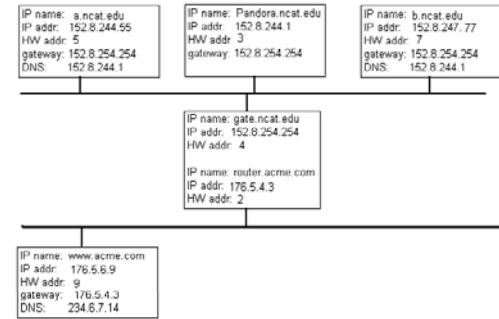 IP name: a.ncat.edu
IP addr: 152.8.244.55
HW addr: 5
gateway: 152.8.254.254
DNS: 152.8.244.1
IP name: Pandora.ncat.edu
IP addr: 152.8.244.1
HW addr: 3
gateway: 152.8.254.254
IP name: b.ncat.edu
IP addr: 152.8.247.77
HW addr: 7
gateway: 152.8.254.254
DNS: 152.8.244.1
IP name: gate.ncat.edu
IP addr: 152.8.254.254
HW addr: 4
IP name: router.acme.com
IP addr: 176.5.4.3
HW addr: 2
IP name: www.acme.com
IP addr: 176.5.6.9
HW addr: 9
gateway: 176.5.4.3
DNS: 234.6.7.14